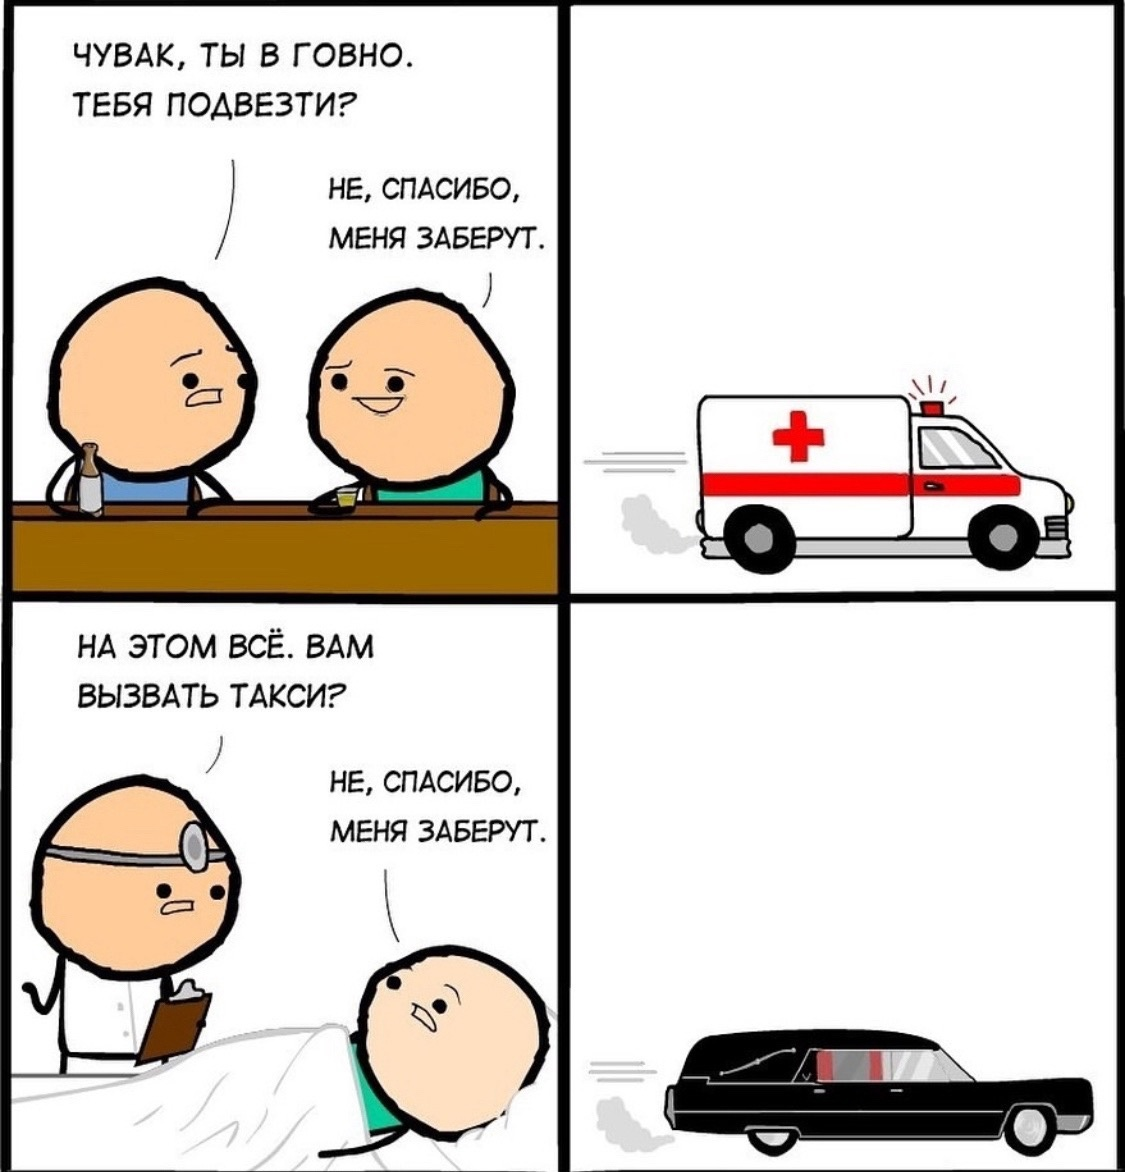 ЧУВАК, ТЫ В ГОВНО.
ТЕБЯ ПОДВЕЗТИ?
НЕ, СПАСИБО,
МЕНЯ ЗАБЕРУТ.
НА ЭТОМ ВСЁ. ВАМ
ВЫЗВАТЬ ТАКСИ?
НЕ, СПАСИБО,
МЕНЯ ЗАБЕРУТ.